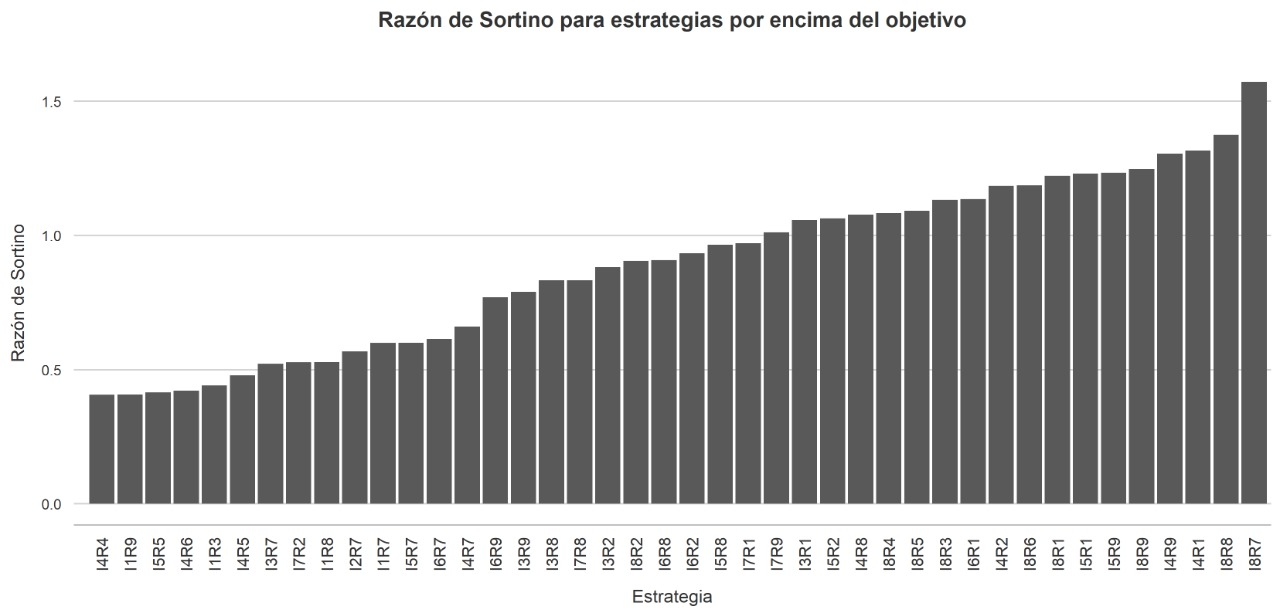 Razón de Sortino para estrategias por encima del objetivo
Razón de Sortino
1.5
1.0
0.5
0.0
I4R4
I1R9
I5R5
I4R6
I1R3
I4R5
I3R7
I7R2
I1R8
I2R7
I1R7
I5R7
I6R7
I4R7
I6R9
I3R9
I3R8
I7R8
I3R2
I8R2
I6R8
I6R2
I5R8
I7R1
I7R9
I3R1
I5R2
I4R8
I8R4
I8R5
I8R3
I6R1
I4R2
I8R6
I8R1
I5R1
I5R9
I8R9
I4R9
I4R1
I8R8
I8R7
Estrategia